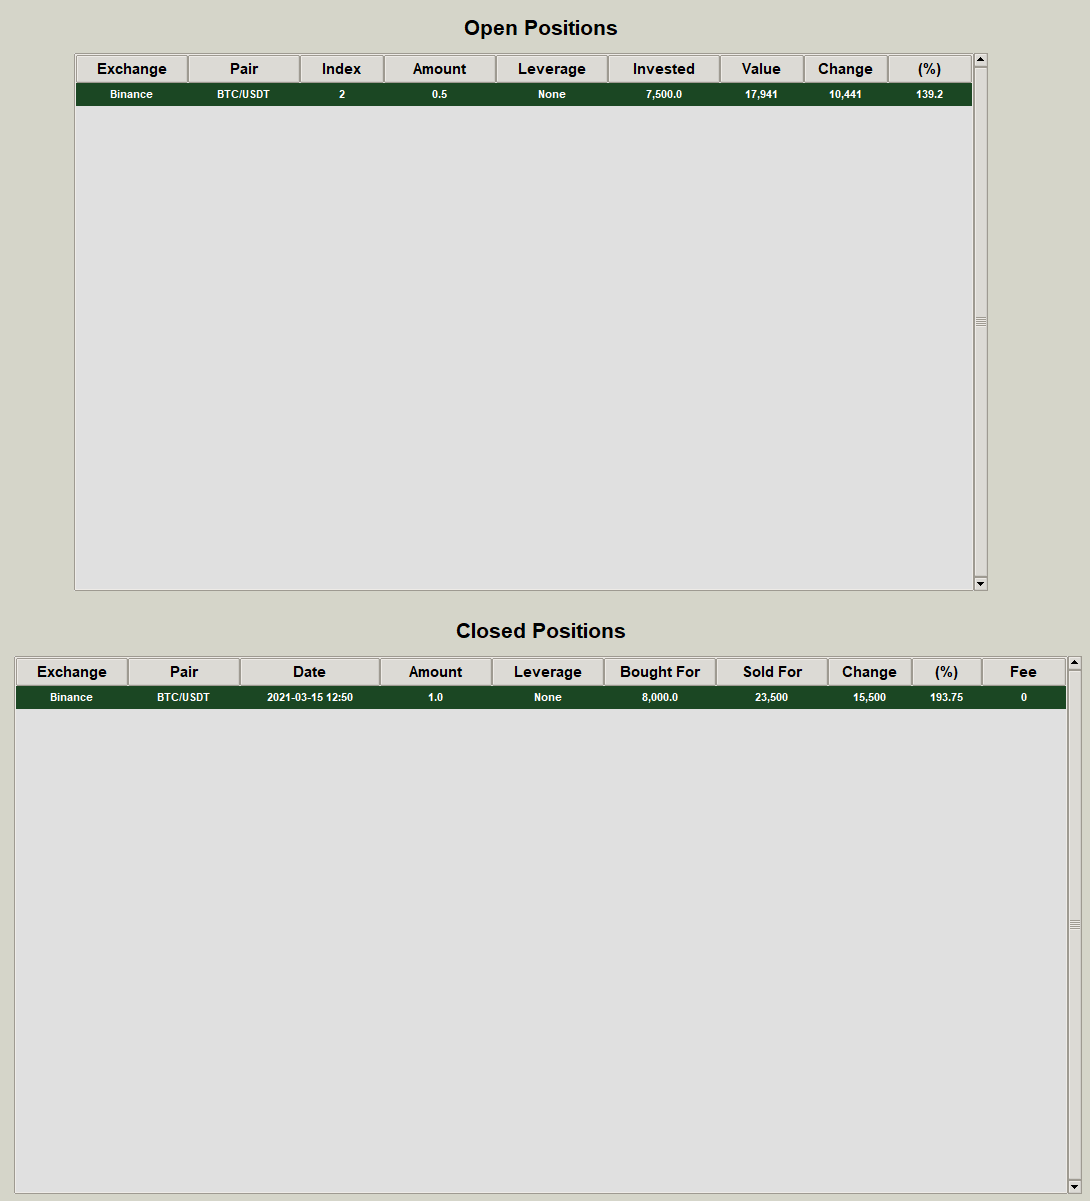 Open Positions
Exchange Pair Index Amount Leverage Invested Value Change (%)
Binance BTC/USDT 2 0.5 None 7,500.0 17,941 10,441 139.2
Closed Positions
Exchange Pair Date Amount Leverage Bought For Sold For Change (%) Fee
Binance BTC/USDT 2021-03-15 12:50 1.0 None 8,000.0 23,500 15,500 193.75 0